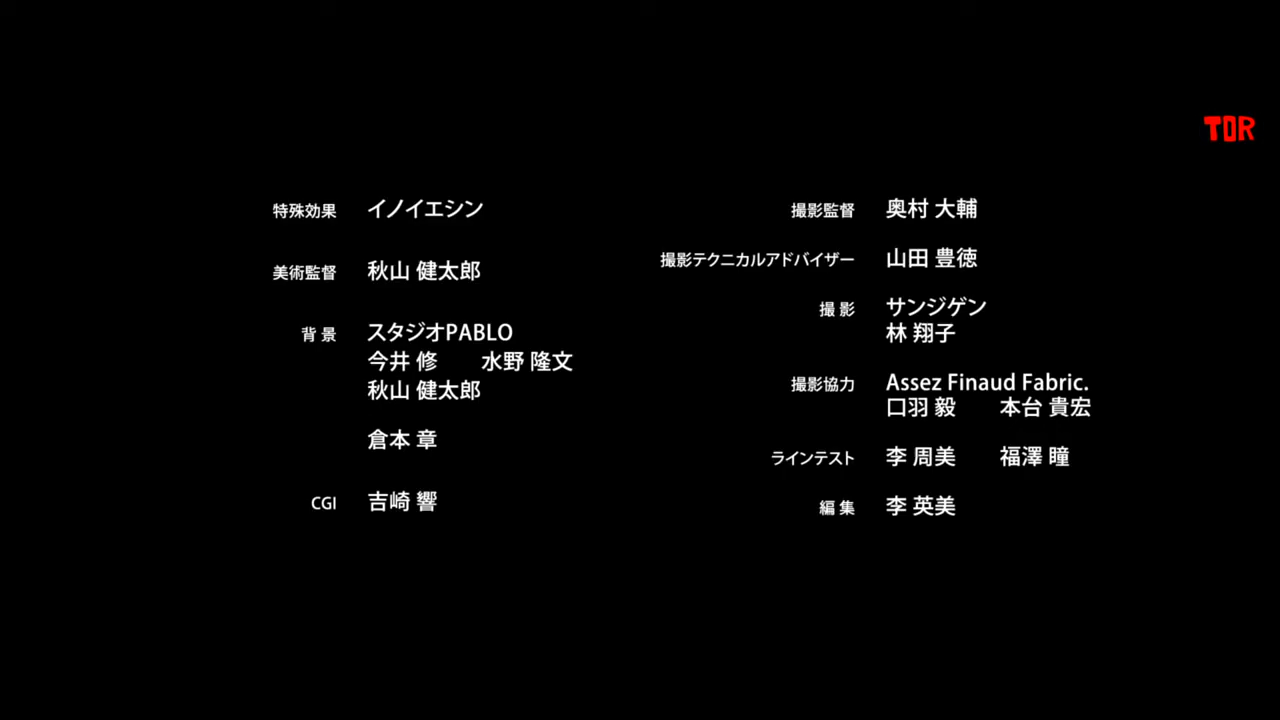 TOR
特殊効果 イノイエシン
美術監督 秋山 健太郎
背 景 スタジオPABLO
今井 修 水野 隆文
秋山 健太郎
倉本 章
CGI 吉崎 響
撮影監督 奥村 大輔
撮影テクニカルアドバイザー 山田 豊徳
撮 影 サンジゲン
林 翔子
撮影協力 Assez Finaud Fabric.
口羽 毅 本台 貴宏
ラインテスト 李 周美 福澤 瞳
編 集 李 英美